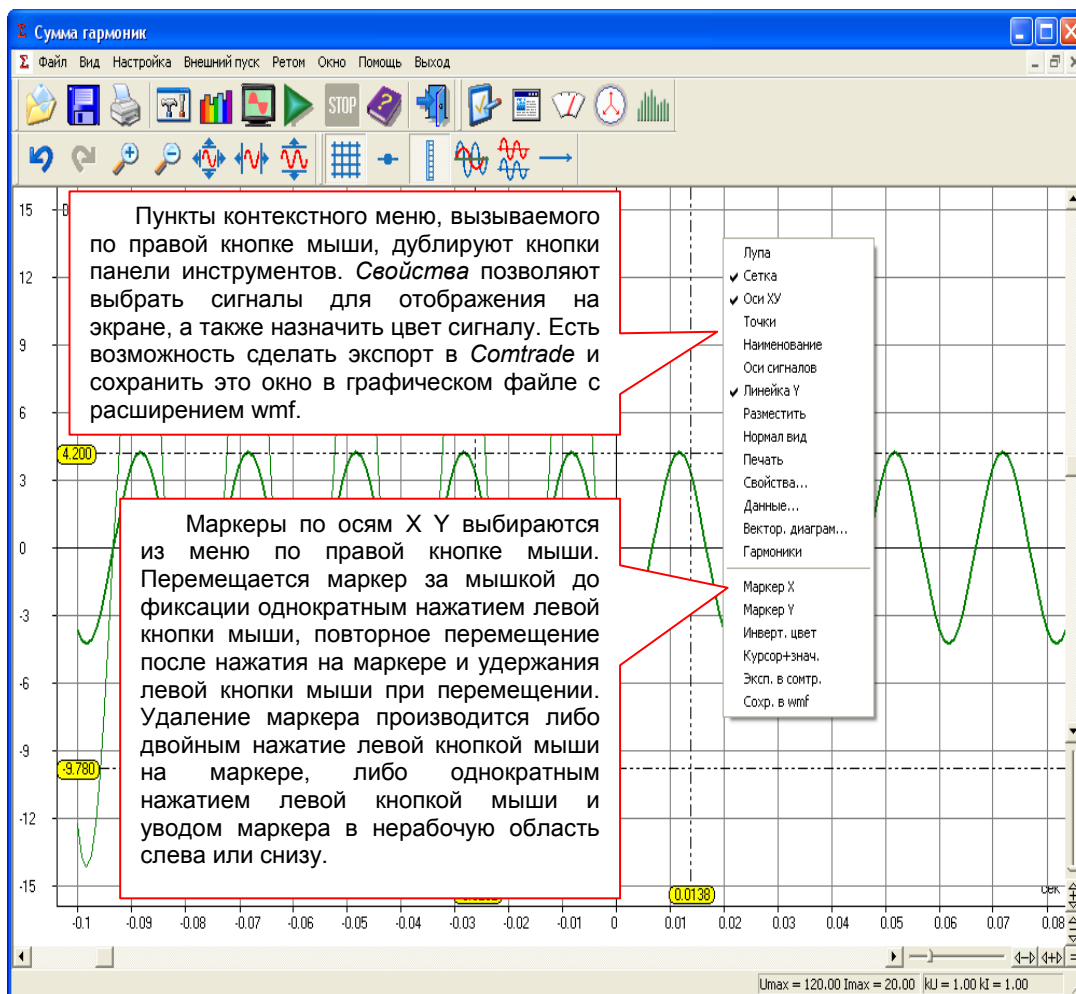 Сумма гармоник
Файл Вид Настройка Внешний пуск Ретом Окно Помощь Выход
STOP
15
12
9
6
3
0
-3
-6
-9
-12
-15
4.200
-9.780
Пункты контекстного меню, вызываемого
по правой кнопке мыши, дублируют кнопки
панели инструментов. Свойства позволяют
выбрать сигналы для отображения на
экране, а также назначить цвет сигналу. Есть
возможность сделать экспорт в Comtrade и
сохранить это окно в графическом файле с
расширением wmf.
Маркеры по осям X Y выбираются
из меню по правой кнопке мыши.
Перемещается маркер за мышкой до
фиксации однократным нажатием левой
кнопки мыши, повторное перемещение
после нажатия на маркере и удержания
левой кнопки мыши при перемещении.
Удаление маркера производится либо
двойным нажатие левой кнопкой мыши
на маркере, либо однократным
нажатием левой кнопкой мыши и
уводом маркера в нерабочую область
слева или снизу.
Лупа
Сетка
Оси XY
Точки
Наименование
Оси сигналов
Линейка Y
Разместить
Нормал вид
Печать
Свойства...
Данные...
Вектор. диаграм...
Гармоники
Маркер X
Маркер Y
Инверт. цвет
Курсор+знач.
Эксп. в comтр.
Сохр. в wmf
0.0138
сек
-0.1 -0.09 -0.08 -0.07 -0.06 -0.05 -0.04 -0.03 -0.02 -0.01 0 0.01 0.02 0.03 0.04 0.05 0.06 0.07 0.08
Umax = 120.00 Imax = 20.00 kU = 1.00 kI = 1.00